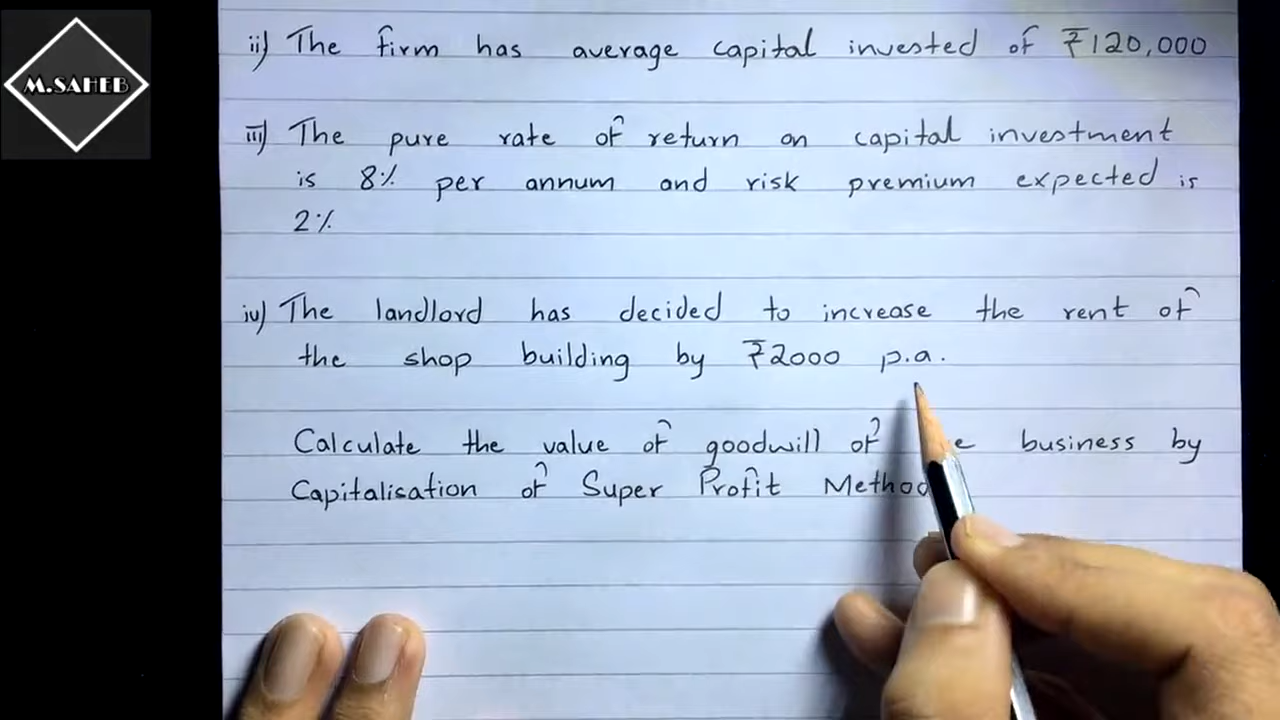 M.SAHEB
ii) The firm has average capital invested of ₹120,000
iii) The pure rate of return on capital investment
is 8% per annum and risk premium expected is
2%
iv) The landlord has decided to increase the rent of
the shop building by ₹2000 p.a.
Calculate the value of goodwill of business by
Capitalisation of Super Profit Method